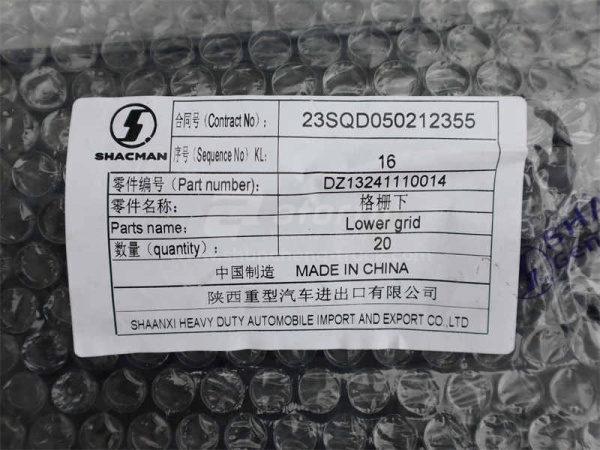 合同号(Contract No): 23SQD050212355
SHACMAN
序号(Sequence No) KL: 16
零件编号(Part number): DZ13241110014
零件名称: 格栅下
Parts name: Lower grid
数量(quantity): 20
中国制造 MADE IN CHINA
陕西重型汽车进出口有限公司
SHAANXI HEAVY DUTY AUTOMOBILE IMPORT AND EXPORT CO.,LTD